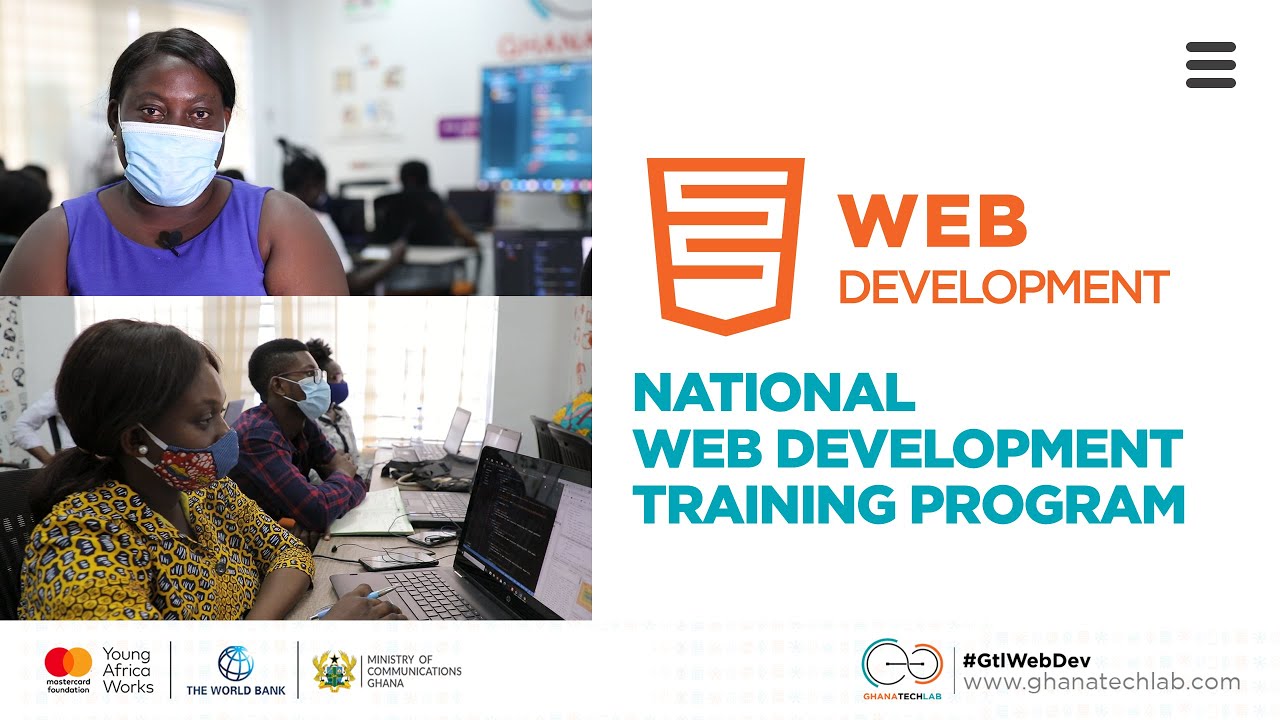 GHANA
WEB
DEVELOPMENT
NATIONAL
WEB DEVELOPMENT
TRAINING PROGRAM
mastercard
foundation
Young
Africa
Works
THE WORLD BANK
MINISTRY OF
COMMUNICATIONS
GHANA
GHANATECHLAB
#GtlWebDev
www.ghanatechlab.com